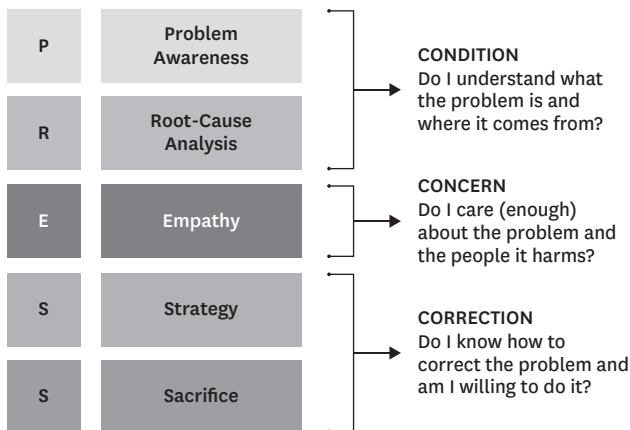 P
Problem
Awareness
R
Root-Cause
Analysis
E
Empathy
S
Strategy
S
Sacrifice
CONDITION
Do I understand what
the problem is and
where it comes from?
CONCERN
Do I care (enough)
about the problem and
the people it harms?
CORRECTION
Do I know how to
correct the problem and
am I willing to do it?